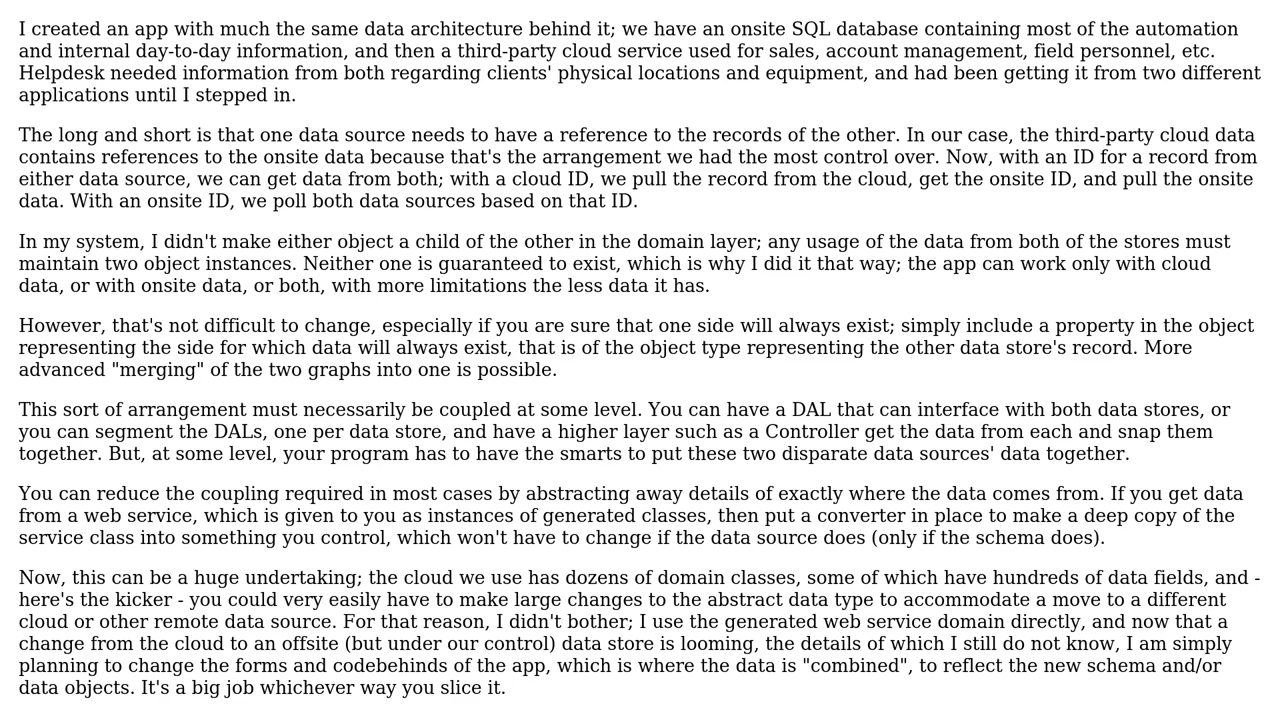 I created an app with much the same data architecture behind it; we have an onsite SQL database containing most of the automation
and internal day-to-day information, and then a third-party cloud service used for sales, account management, field personnel, etc.
Helpdesk needed information from both regarding clients' physical locations and equipment, and had been getting it from two different
applications until I stepped in.
The long and short is that one data source needs to have a reference to the records of the other. In our case, the third-party cloud data
contains references to the onsite data because that's the arrangement we had the most control over. Now, with an ID for a record from
either data source, we can get data from both; with a cloud ID, we pull the record from the cloud, get the onsite ID, and pull the onsite
data. With an onsite ID, we poll both data sources based on that ID.
In my system, I didn't make either object a child of the other in the domain layer; any usage of the data from both of the stores must
maintain two object instances. Neither one is guaranteed to exist, which is why I did it that way; the app can work only with cloud
data, or with onsite data, or both, with more limitations the less data it has.
However, that's not difficult to change, especially if you are sure that one side will always exist; simply include a property in the object
representing the side for which data will always exist, that is of the object type representing the other data store's record. More
advanced "merging" of the two graphs into one is possible.
This sort of arrangement must necessarily be coupled at some level. You can have a DAL that can interface with both data stores, or
you can segment the DALs, one per data store, and have a higher layer such as a Controller get the data from each and snap them
together. But, at some level, your program has to have the smarts to put these two disparate data sources' data together.
You can reduce the coupling required in most cases by abstracting away details of exactly where the data comes from. If you get data
from a web service, which is given to you as instances of generated classes, then put a converter in place to make a deep copy of the
service class into something you control, which won't have to change if the data source does (only if the schema does).
Now, this can be a huge undertaking; the cloud we use has dozens of domain classes, some of which have hundreds of data fields, and -
here's the kicker - you could very easily have to make large changes to the abstract data type to accommodate a move to a different
cloud or other remote data source. For that reason, I didn't bother; I use the generated web service domain directly, and now that a
change from the cloud to an offsite (but under our control) data store is looming, the details of which I still do not know, I am simply
planning to change the forms and codebehinds of the app, which is where the data is "combined", to reflect the new schema and/or
data objects. It's a big job whichever way you slice it.